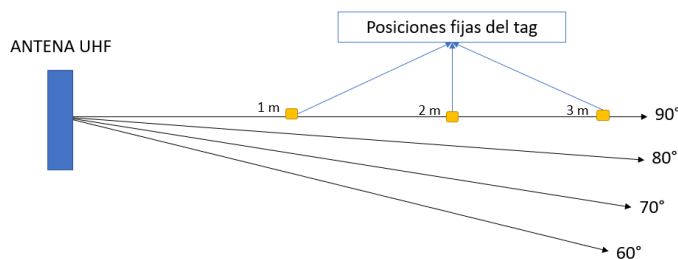 Posiciones fijas del tag
ANTENA UHF
1 m
2 m
3 m
90°
80°
70°
60°